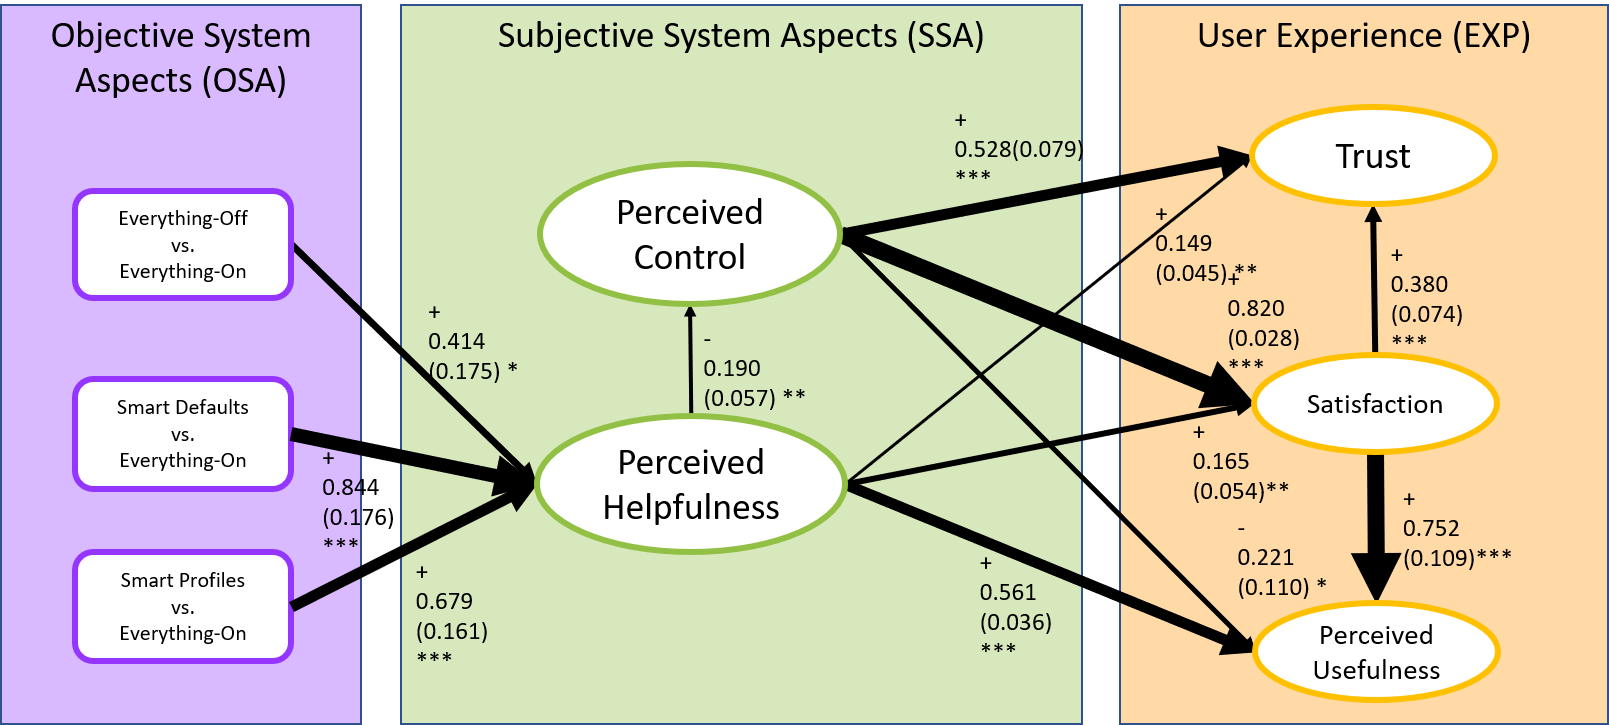 Objective System
Aspects (OSA)
Everything-Off
vs.
Everything-On
Smart Defaults
vs.
Everything-On
Smart Profiles
vs.
Everything-On
+
0.414
(0.175) *
+
0.844
(0.176)
***
+
0.679
(0.161)
***
Subjective System Aspects (SSA)
Perceived
Control
-
0.190
(0.057) **
Perceived
Helpfulness
+
0.528(0.079)
***
+
0.149
(0.045) **
+
0.820
(0.028)
***
+
0.165
(0.054)**
-
0.221
(0.110) *
+
0.561
(0.036)
***
User Experience (EXP)
Trust
+
0.380
(0.074)
***
Satisfaction
+
0.752
(0.109)***
Perceived
Usefulness